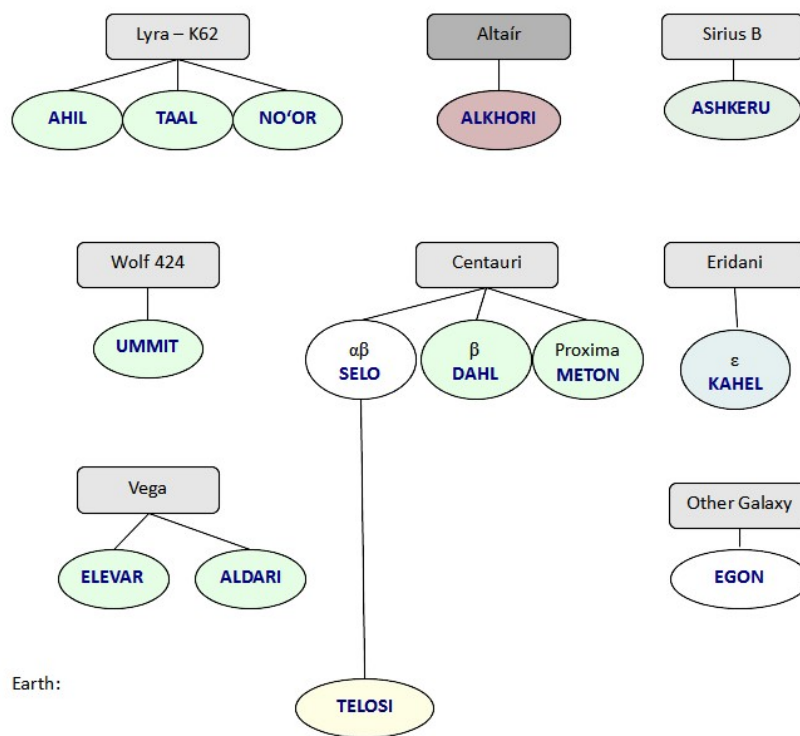 Lyra – K62
Altaír
Sirius B
AHIL
TAAL
NO‘OR
ALKHORI
ASHKERU
Wolf 424
Centauri
Eridani
UMMIT
αβ
SELO
β
DAHL
Proxima
METON
ε
KAHEL
Vega
Other Galaxy
ELEVAR
ALDARI
EGON
Earth:
TELOSI